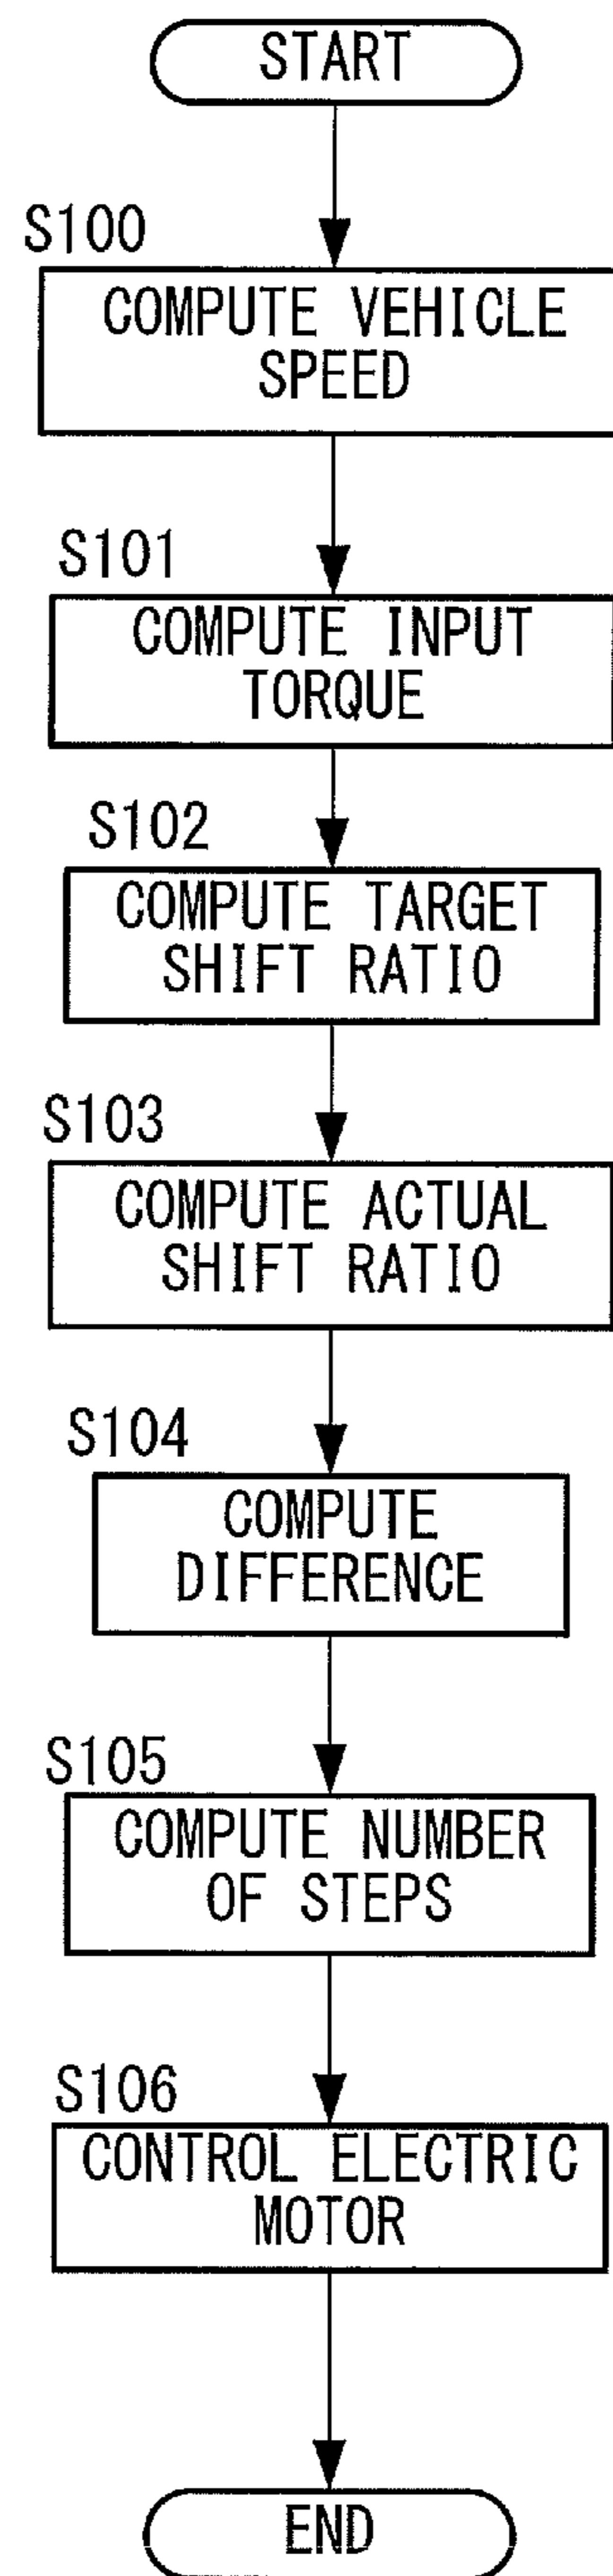 START
S100
COMPUTE VEHICLE
SPEED
S101
COMPUTE INPUT
TORQUE
S102
COMPUTE TARGET
SHIFT RATIO
S103
COMPUTE ACTUAL
SHIFT RATIO
S104
COMPUTE
DIFFERENCE
S105
COMPUTE NUMBER
OF STEPS
S106
CONTROL ELECTRIC
MOTOR
END